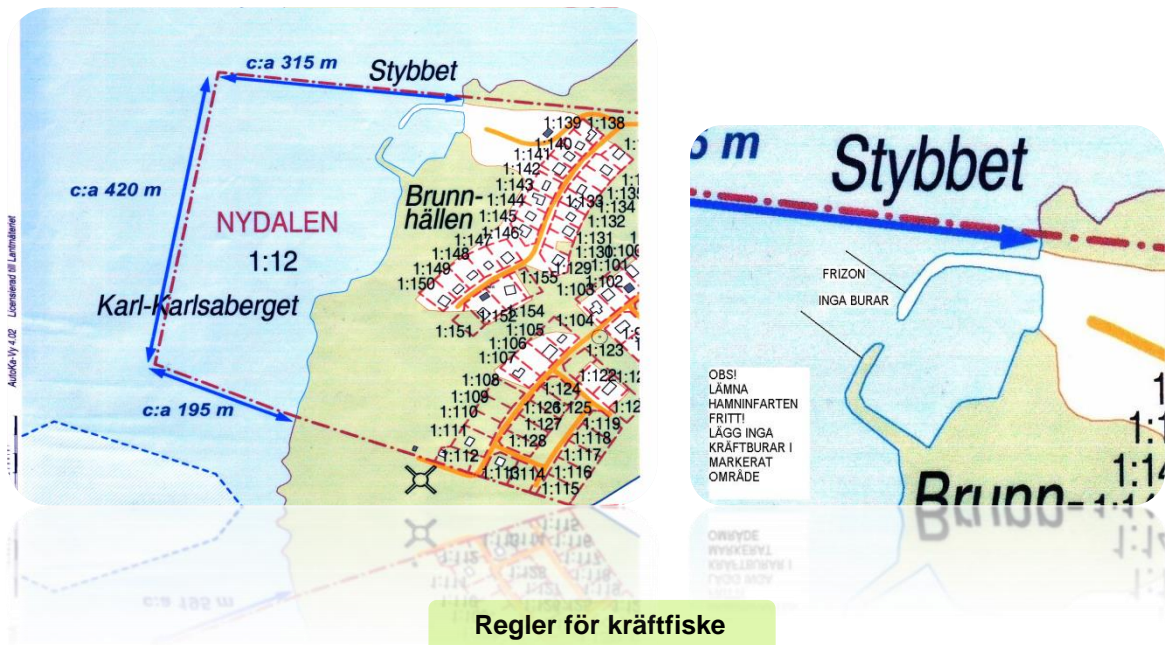 c:a 315 m
Stybbet
c:a 420 m
NYDALEN
1:12
Brunn-
hällen
Karl-Karlsaberget
c:a 195 m
AutoKa-Vy 4.02 Licensierad till Lantmäteriet
1:139
1:138
1:140
1:141
1:142
1:143
1:144
1:145
1:146
1:147
1:148
1:149
1:150
1:133
1:132
1:131
1:130
1:129
1:155
1:101
1:102
1:103
1:154
1:152
1:151
1:105
1:104
1:106
1:107
1:123
1:108
1:109
1:110
1:111
1:112
1:124
1:126
1:125
1:127
1:128
1:119
1:118
1:117
1:116
1:115
1:113
1:114
m
Stybbet
FRIZON
INGA BURAR
OBS!
LÄMNA
HAMNINFARTEN
FRITT!
LÄGG INGA
KRÄFTBURAR I
MARKERAT
OMRÅDE
Brunn-
Regler för kräftfiske